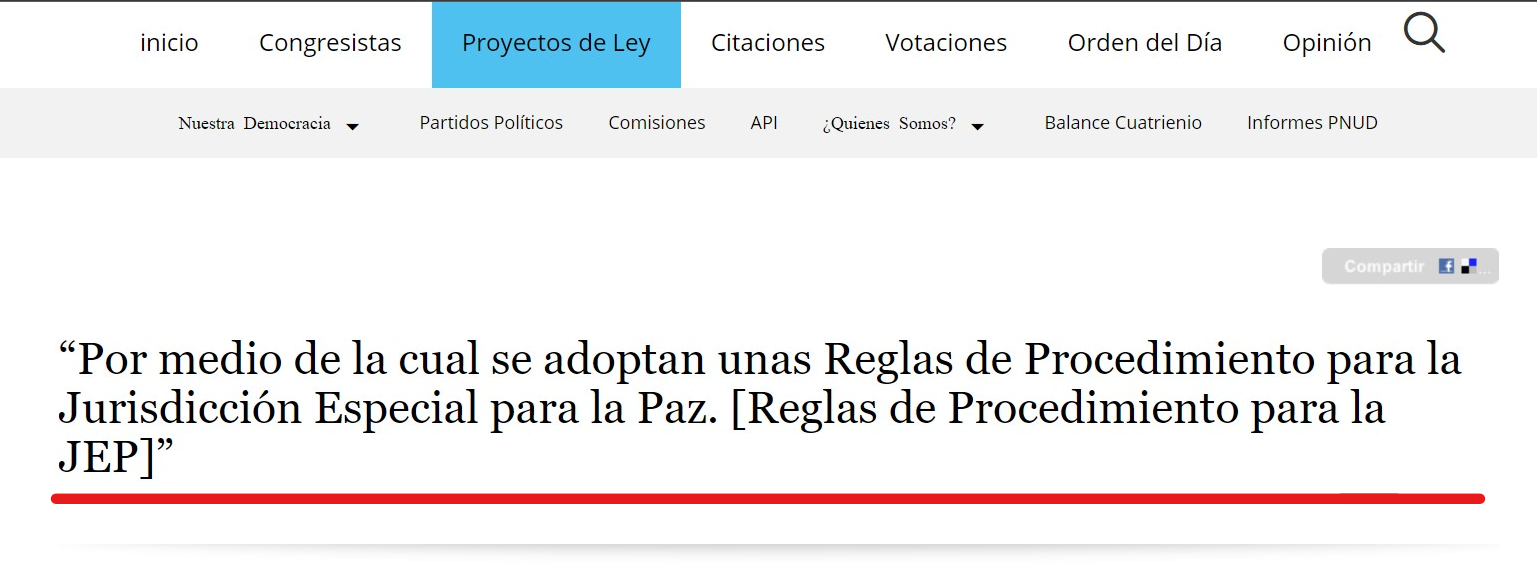 inicio Congresistas Proyectos de Ley Citaciones Votaciones Orden del Día Opinión
Nuestra Democracia Partidos Políticos Comisiones API ¿Quienes Somos? Balance Cuatrienio Informes PNUD
Compartir ...
“Por medio de la cual se adoptan unas Reglas de Procedimiento para la
Jurisdicción Especial para la Paz. [Reglas de Procedimiento para la
JEP]”